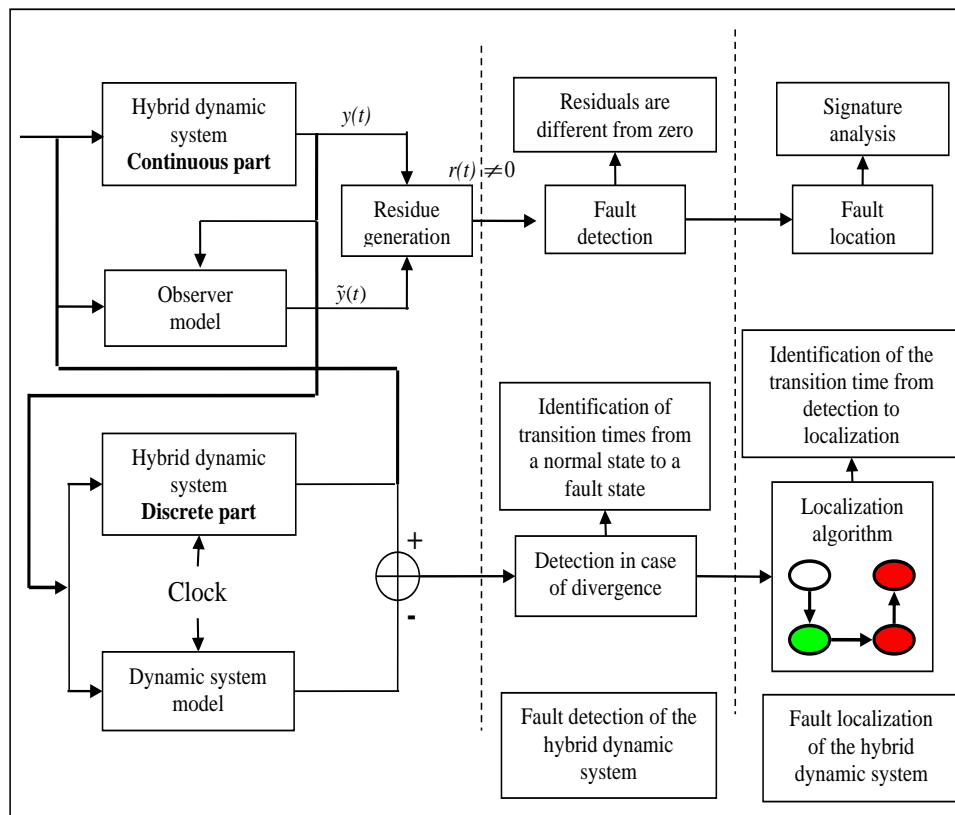 Hybrid dynamic
system
Continuous part
y(t)
Residue
generation
Observer
model
ỹ(t)
r(t) ≠0
Residuals are
different from zero
Fault
detection
Signature
analysis
Fault
location
Hybrid dynamic
system
Discrete part
Clock
Dynamic system
model
+
-
Identification of
transition times from
a normal state to a
fault state
Detection in case
of divergence
Identification of the
transition time from
detection to
localization
Localization
algorithm
Fault detection of the
hybrid dynamic
system
Fault localization
of the hybrid
dynamic system